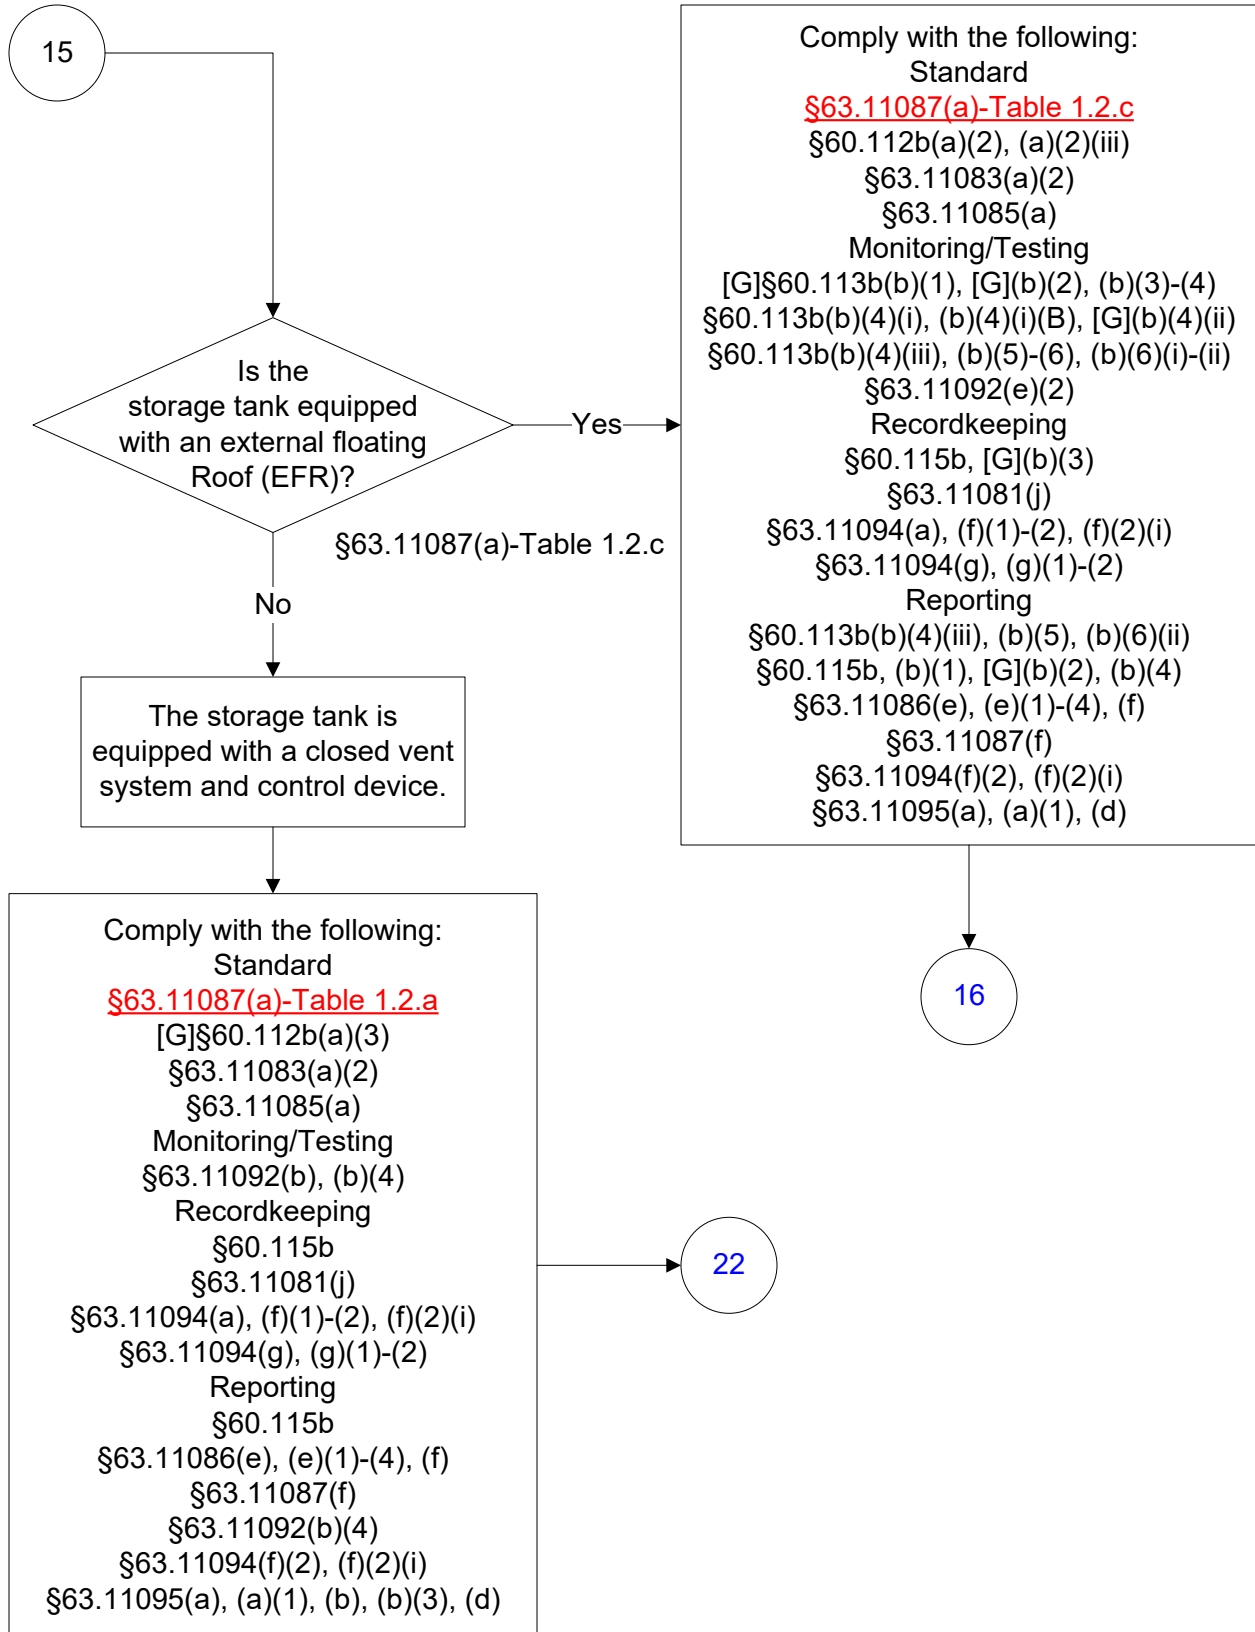 15
Is the
storage tank equipped
with an external floating
Roof (EFR)?
Yes
§63.11087(a)-Table 1.2.c
No
Comply with the following:
Standard
§63.11087(a)-Table 1.2.c
§60.112b(a)(2), (a)(2)(iii)
§63.11083(a)(2)
§63.11085(a)
Monitoring/Testing
[G]§60.113b(b)(1), [G](b)(2), (b)(3)-(4)
§60.113b(b)(4)(i), (b)(4)(i)(B), [G](b)(4)(ii)
§60.113b(b)(4)(iii), (b)(5)-(6), (b)(6)(i)-(ii)
§63.11092(e)(2)
Recordkeeping
§60.115b, [G](b)(3)
§63.11081(j)
§63.11094(a), (f)(1)-(2), (f)(2)(i)
§63.11094(g), (g)(1)-(2)
Reporting
§60.113b(b)(4)(iii), (b)(5), (b)(6)(ii)
§60.115b, (b)(1), [G](b)(2), (b)(4)
§63.11086(e), (e)(1)-(4), (f)
§63.11087(f)
§63.11094(f)(2), (f)(2)(i)
§63.11095(a), (a)(1), (d)
16
The storage tank is
equipped with a closed vent
system and control device.
Comply with the following:
Standard
§63.11087(a)-Table 1.2.a
[G]§60.112b(a)(3)
§63.11083(a)(2)
§63.11085(a)
Monitoring/Testing
§63.11092(b), (b)(4)
Recordkeeping
§60.115b
§63.11081(j)
§63.11094(a), (f)(1)-(2), (f)(2)(i)
§63.11094(g), (g)(1)-(2)
Reporting
§60.115b
§63.11086(e), (e)(1)-(4), (f)
§63.11087(f)
§63.11092(b)(4)
§63.11094(f)(2), (f)(2)(i)
§63.11095(a), (a)(1), (b), (b)(3), (d)
22